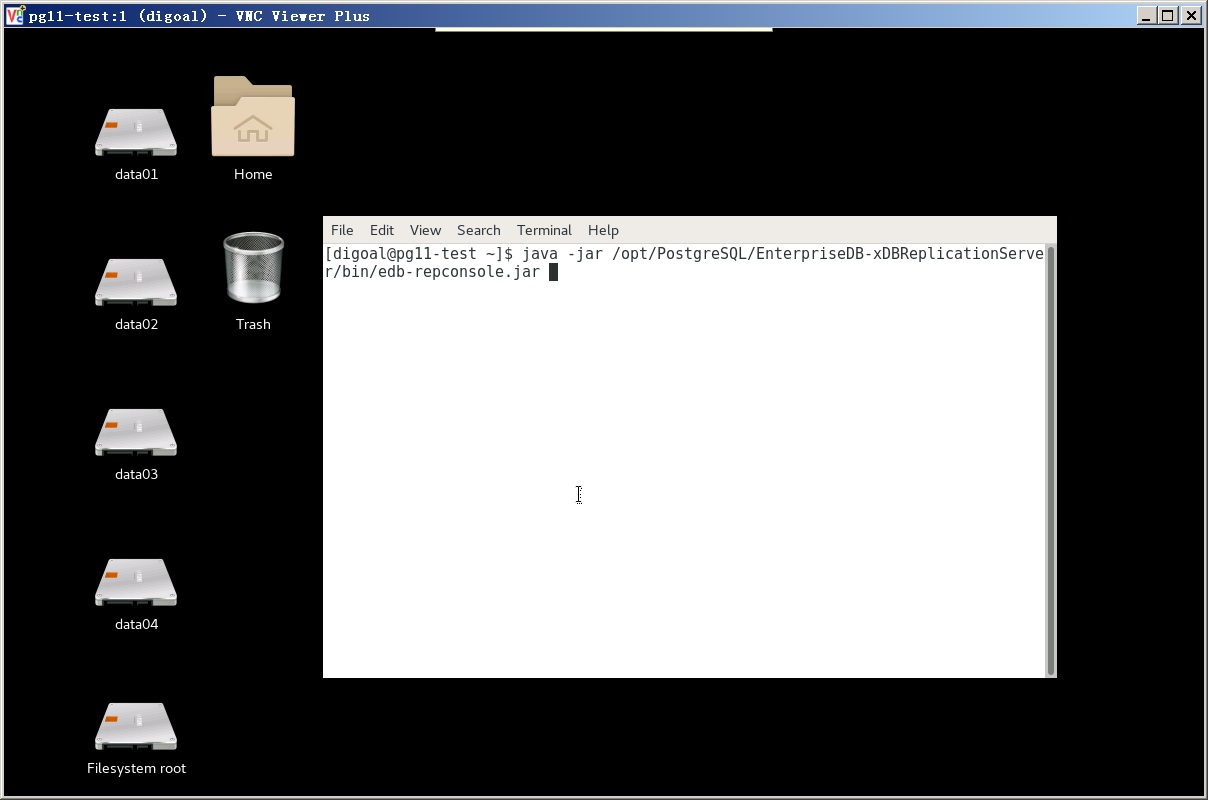 pg11-test:1 (digoal) - VNC Viewer Plus
data01
Home
File Edit View Search Terminal Help
[digoal@pg11-test ~]$ java -jar /opt/PostgreSQL/EnterpriseDB-xDBReplicationServe
r/bin/edb-repconsole.jar
data02
Trash
data03
data04
Filesystem root